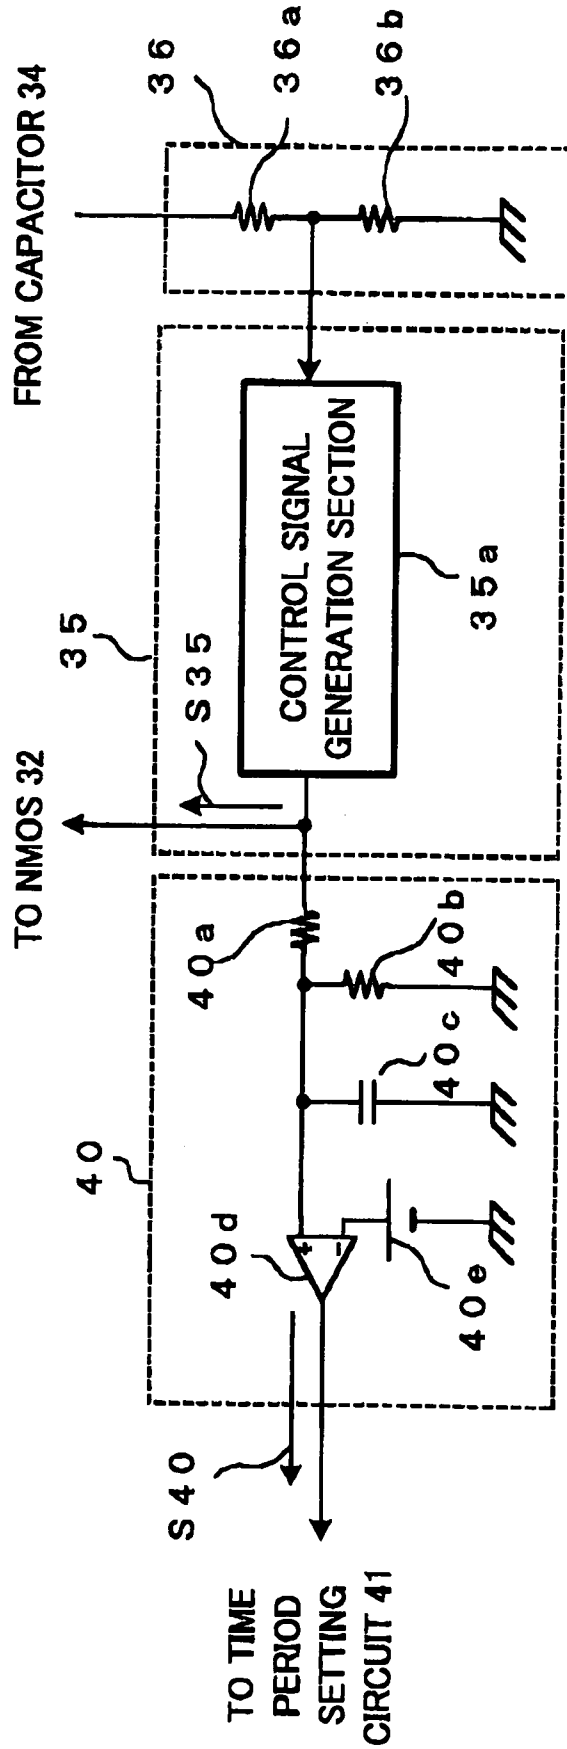 TO TIME
PERIOD
SETTING
CIRCUIT 41
S40
40
40d
40e
40c
40b
40a
TO NMOS 32
S35
35
CONTROL SIGNAL
GENERATION SECTION
35a
FROM CAPACITOR 34
36
36a
36b
+
−